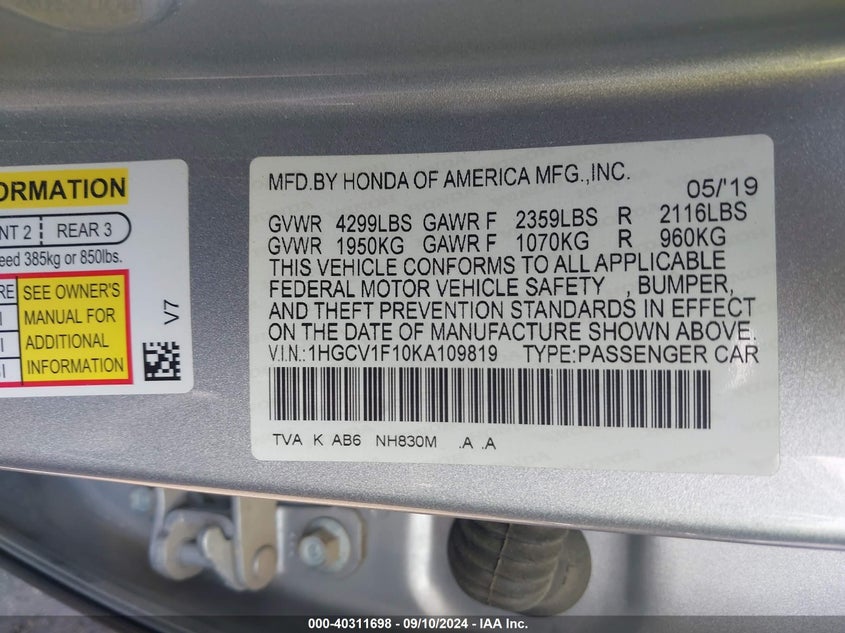 ORMATION
NT 2 REAR 3
eed 385kg or 850lbs.
RE SEE OWNER'S
I MANUAL FOR
I ADDITIONAL
SI INFORMATION
V7
MFD.BY HONDA OF AMERICA MFG.,INC.
05/'19
GVWR 4299LBS GAWR F 2359LBS R 2116LBS
GVWR 1950KG GAWR F 1070KG R 960KG
THIS VEHICLE CONFORMS TO ALL APPLICABLE
FEDERAL MOTOR VEHICLE SAFETY , BUMPER,
AND THEFT PREVENTION STANDARDS IN EFFECT
ON THE DATE OF MANUFACTURE SHOWN ABOVE.
V.I.N.:1HGCV1F10KA109819 TYPE:PASSENGER CAR
TVA K AB6 NH830M .A .A
000-40311698 - 09/10/2024 - IAA Inc.